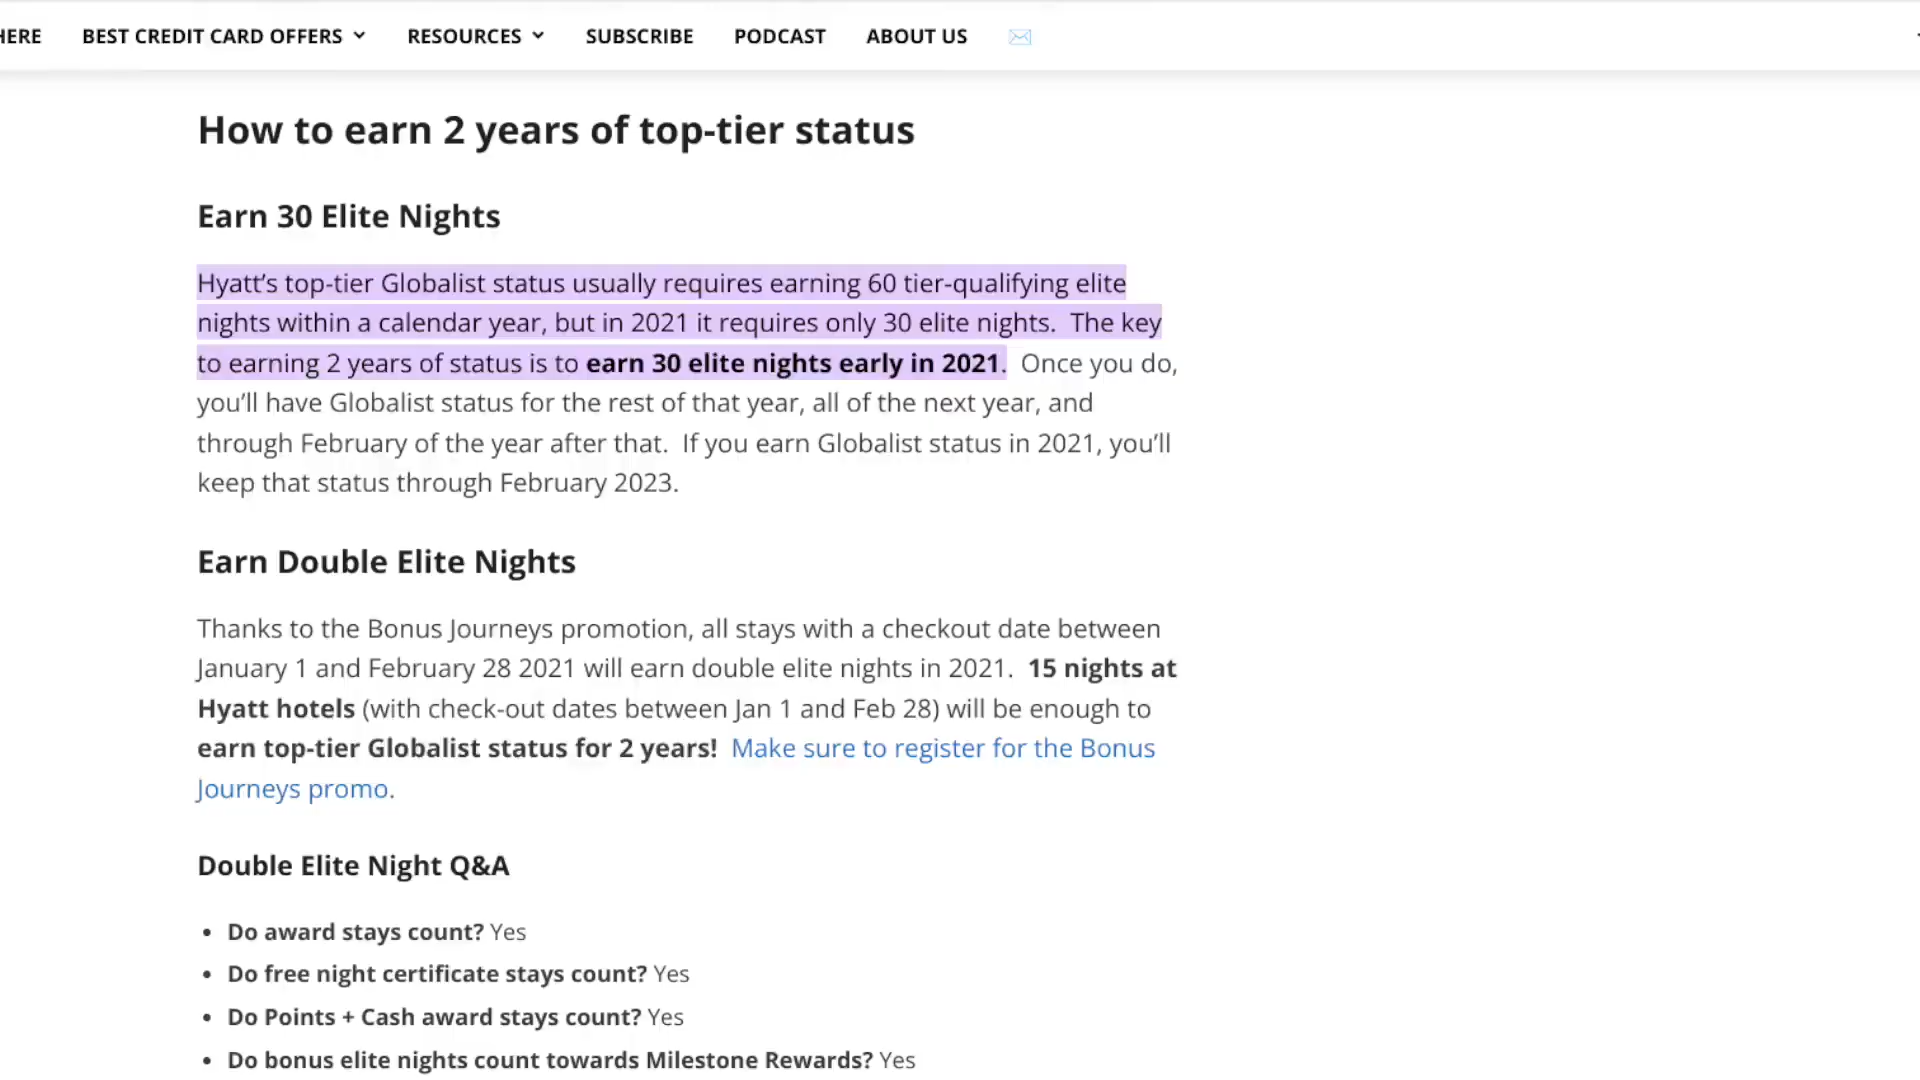 HERE BEST CREDIT CARD OFFERS RESOURCES SUBSCRIBE PODCAST ABOUT US
How to earn 2 years of top-tier status
Earn 30 Elite Nights
Hyatt’s top-tier Globalist status usually requires earning 60 tier-qualifying elite
nights within a calendar year, but in 2021 it requires only 30 elite nights.  The key
to earning 2 years of status is to earn 30 elite nights early in 2021.  Once you do,
you’ll have Globalist status for the rest of that year, all of the next year, and
through February of the year after that.  If you earn Globalist status in 2021, you’ll
keep that status through February 2023.
Earn Double Elite Nights
Thanks to the Bonus Journeys promotion, all stays with a checkout date between
January 1 and February 28 2021 will earn double elite nights in 2021.  15 nights at
Hyatt hotels (with check-out dates between Jan 1 and Feb 28) will be enough to
earn top-tier Globalist status for 2 years!  Make sure to register for the Bonus
Journeys promo.
Double Elite Night Q&A
• Do award stays count? Yes
• Do free night certificate stays count? Yes
• Do Points + Cash award stays count? Yes
• Do bonus elite nights count towards Milestone Rewards? Yes